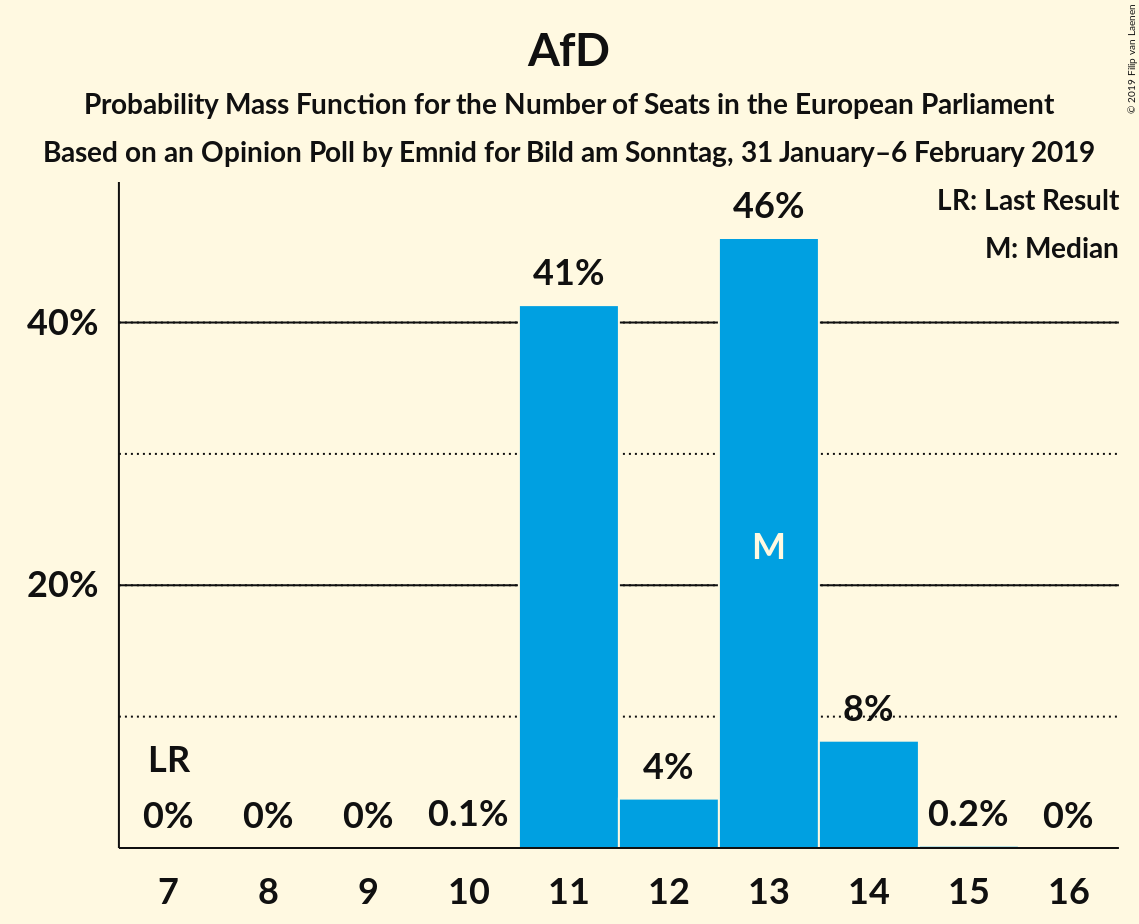 AfD
Probability Mass Function for the Number of Seats in the European Parliament
Based on an Opinion Poll by Emnid for Bild am Sonntag, 31 January–6 February 2019
© 2019 Filip van Laenen
LR: Last Result
M: Median
46%
41%
40%
M
20%
8%
LR
4%
0% 0% 0% 0.1% 0.2% 0%
7 8 9 10 11 12 13 14 15 16